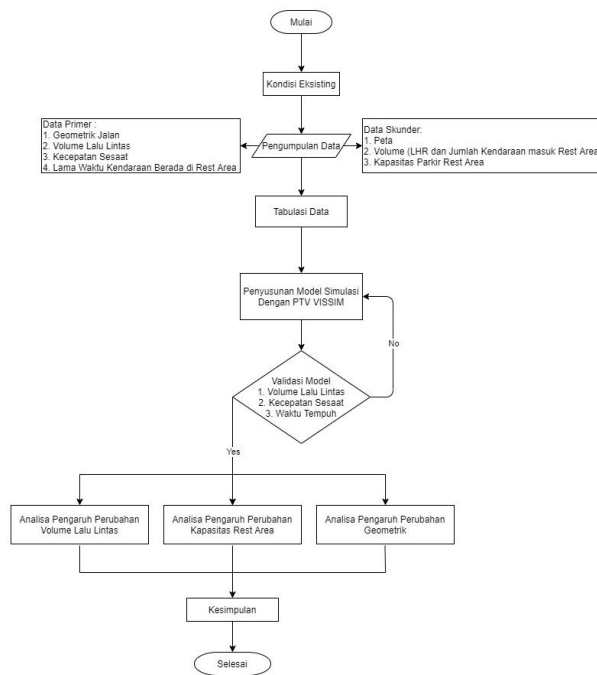 Mulai
Kondisi Eksisting
Data Primer :
1. Geometrik Jalan
2. Volume Lalu Lintas
3. Kecepatan Sesaat
4. Lama Waktu Kendaraan Berada di Rest Area
Pengumpulan Data
Data Skunder:
1. Peta
2. Volume (LHR dan Jumlah Kendaraan masuk Rest Area
3. Kapasitas Parkir Rest Area
Tabulasi Data
Penyusunan Model Simulasi
Dengan PTV VISSIM
No
Validasi Model
1. Volume Lalu Lintas
2. Kecepatan Sesaat
3. Waktu Tempuh
Yes
Analisa Pengaruh Perubahan
Volume Lalu Lintas
Analisa Pengaruh Perubahan
Kapasitas Rest Area
Analisa Pengaruh Perubahan
Geometrik
Kesimpulan
Selesai